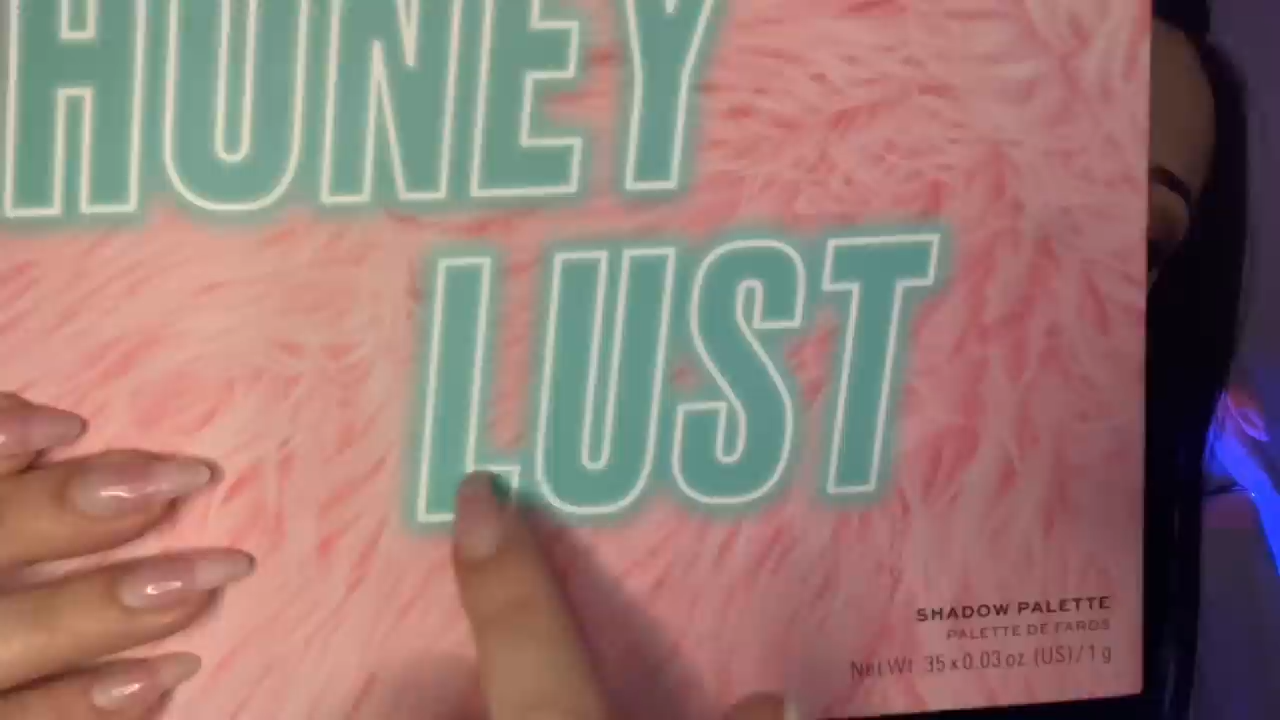 HONEY
LUST
SHADOW PALETTE
PALETTE DE FARDS
Net Wt. 35 x 0.03 oz. (US) / 1 g